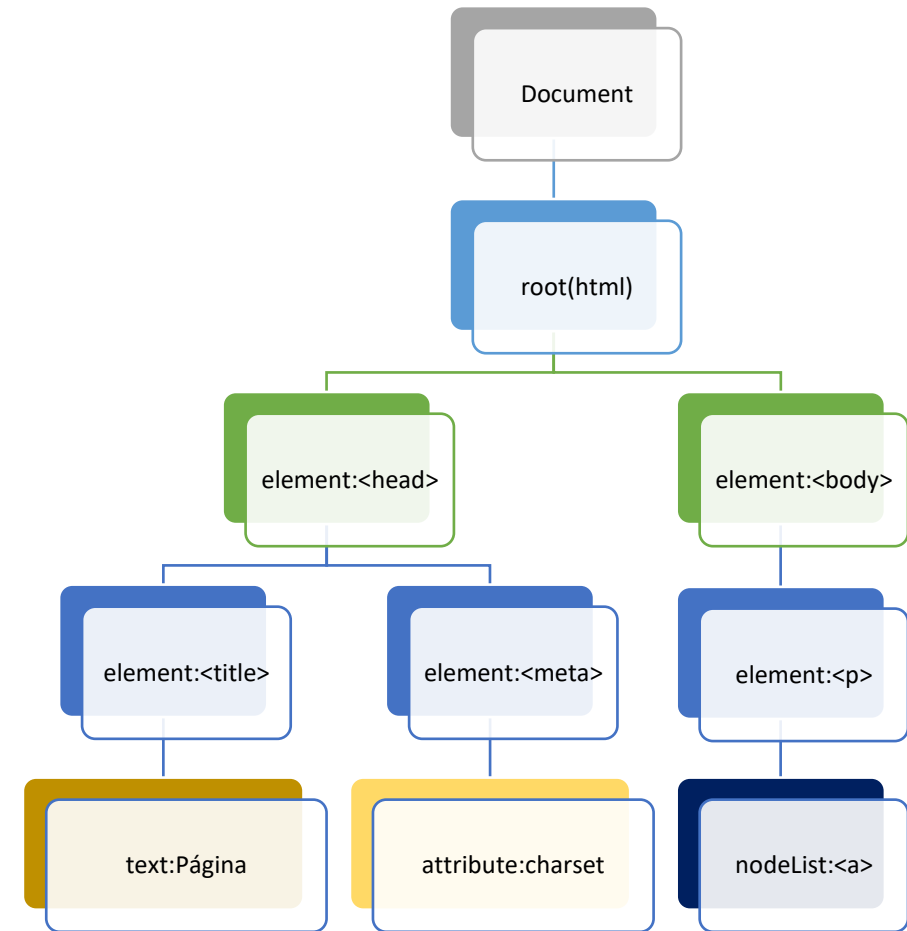 Document
root(html)
element:<head>
element:<body>
element:<title>
element:<meta>
element:<p>
text:Página
attribute:charset
nodeList:<a>